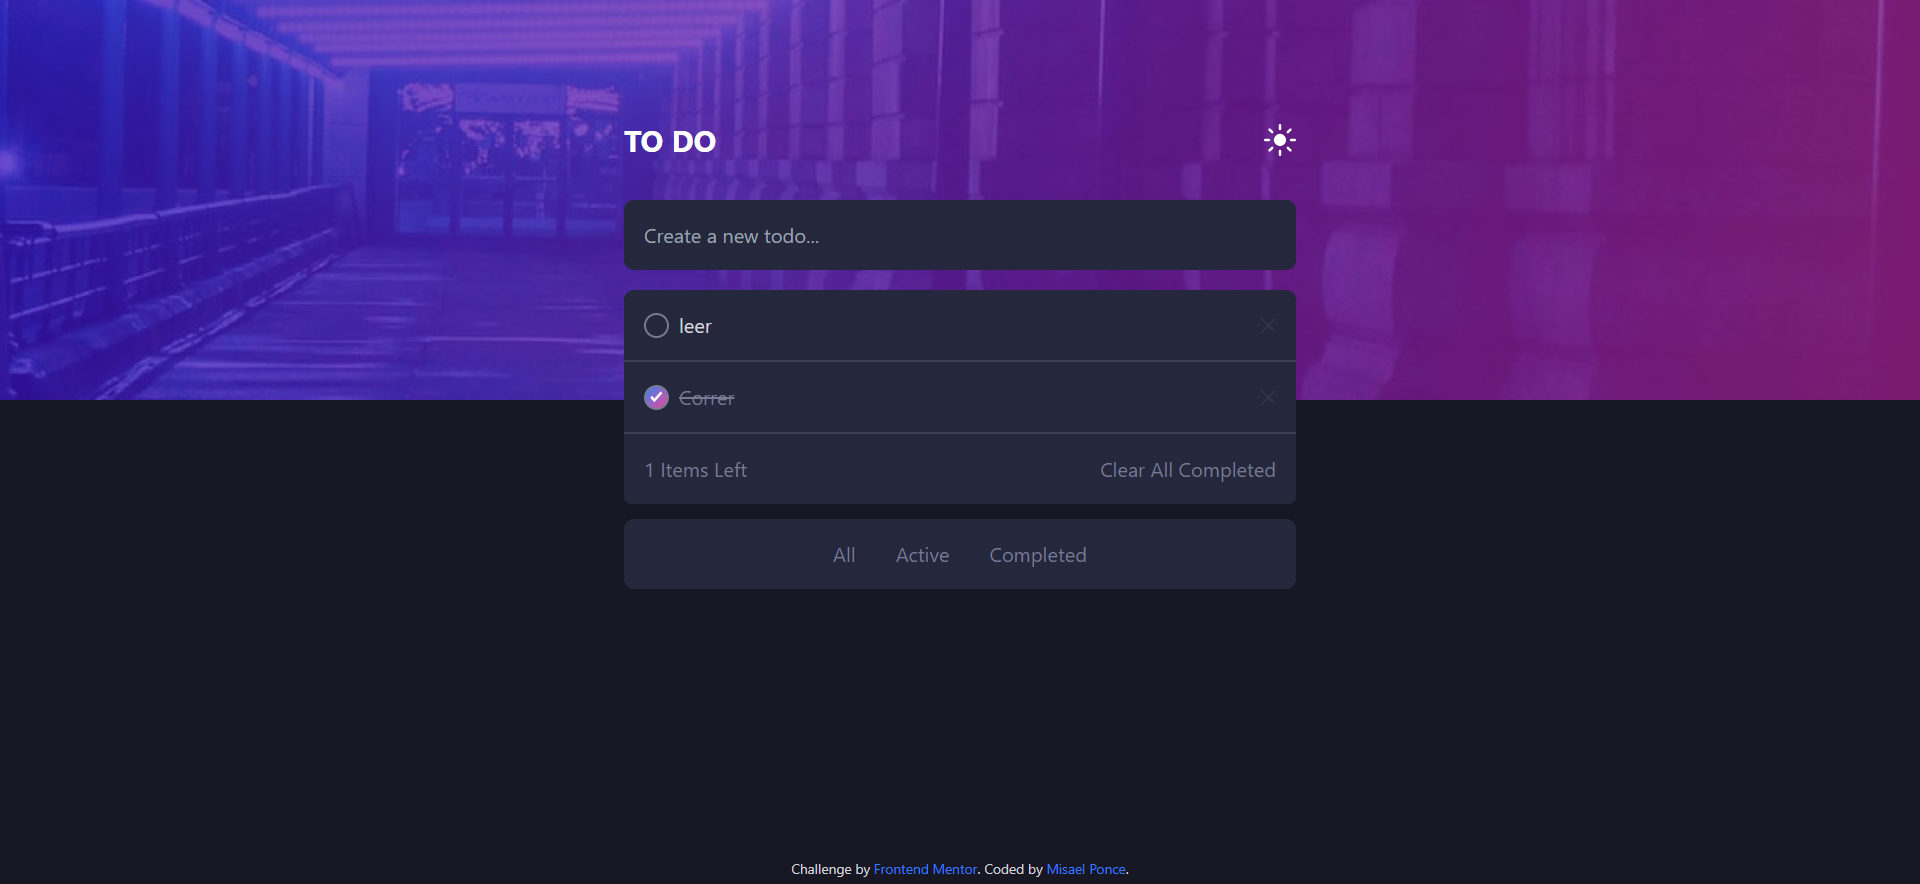 TO DO
Create a new todo...
leer
Correr
1 Items Left
Clear All Completed
All
Active
Completed
Challenge by Frontend Mentor. Coded by Misael Ponce.